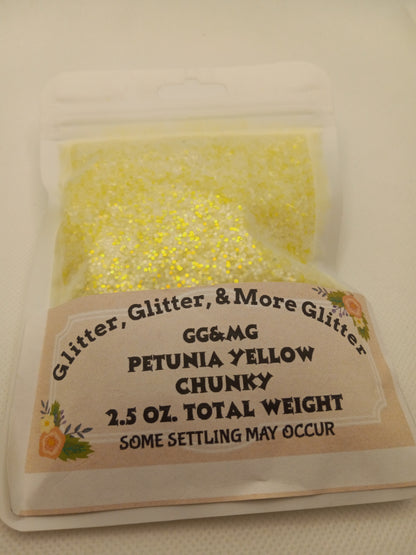 Glitter, Glitter, & More Glitter
GG&MG
PETUNIA YELLOW
CHUNKY
2.5 OZ. TOTAL WEIGHT
SOME SETTLING MAY OCCUR